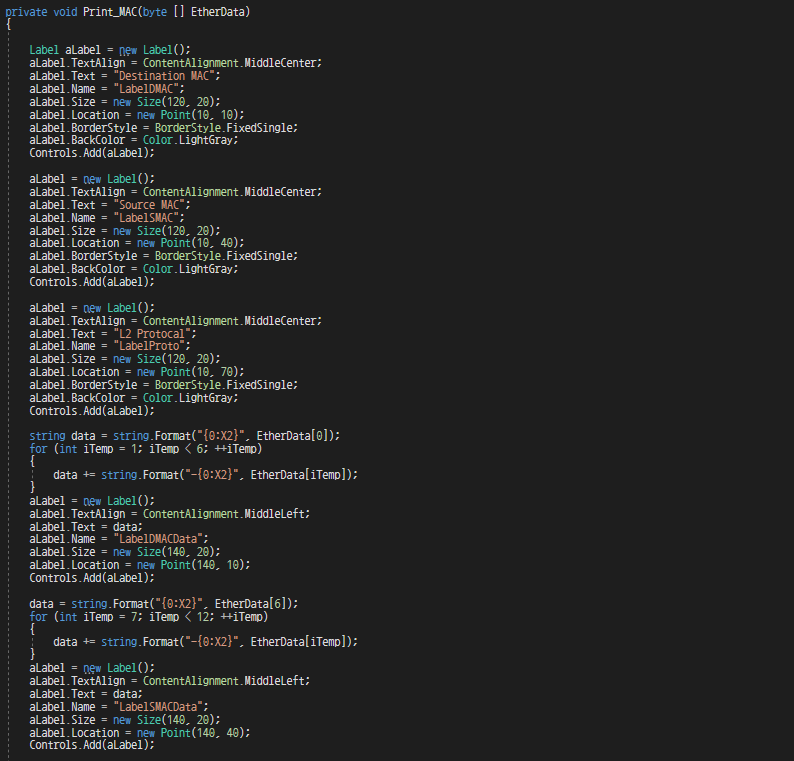 private void Print_MAC(byte [] EtherData)
{
Label aLabel = new Label();
aLabel.TextAlign = ContentAlignment.MiddleCenter;
aLabel.Text = "Destination MAC";
aLabel.Name = "LabelDMAC";
aLabel.Size = new Size(120, 20);
aLabel.Location = new Point(10, 10);
aLabel.BorderStyle = BorderStyle.FixedSingle;
aLabel.BackColor = Color.LightGray;
Controls.Add(aLabel);
aLabel = new Label();
aLabel.TextAlign = ContentAlignment.MiddleCenter;
aLabel.Text = "Source MAC";
aLabel.Name = "LabelSMAC";
aLabel.Size = new Size(120, 20);
aLabel.Location = new Point(10, 40);
aLabel.BorderStyle = BorderStyle.FixedSingle;
aLabel.BackColor = Color.LightGray;
Controls.Add(aLabel);
aLabel = new Label();
aLabel.TextAlign = ContentAlignment.MiddleCenter;
aLabel.Text = "L2 Protocal";
aLabel.Name = "LabelProto";
aLabel.Size = new Size(120, 20);
aLabel.Location = new Point(10, 70);
aLabel.BorderStyle = BorderStyle.FixedSingle;
aLabel.BackColor = Color.LightGray;
Controls.Add(aLabel);
string data = string.Format("{0:X2}", EtherData[0]);
for (int iTemp = 1; iTemp < 6; ++iTemp)
{
data += string.Format("-{0:X2}", EtherData[iTemp]);
}
aLabel = new Label();
aLabel.TextAlign = ContentAlignment.MiddleLeft;
aLabel.Text = data;
aLabel.Name = "LabelDMACData";
aLabel.Size = new Size(140, 20);
aLabel.Location = new Point(140, 10);
Controls.Add(aLabel);
data = string.Format("{0:X2}", EtherData[6]);
for (int iTemp = 7; iTemp < 12; ++iTemp)
{
data += string.Format("-{0:X2}", EtherData[iTemp]);
}
aLabel = new Label();
aLabel.TextAlign = ContentAlignment.MiddleLeft;
aLabel.Text = data;
aLabel.Name = "LabelSMACData";
aLabel.Size = new Size(140, 20);
aLabel.Location = new Point(140, 40);
Controls.Add(aLabel);